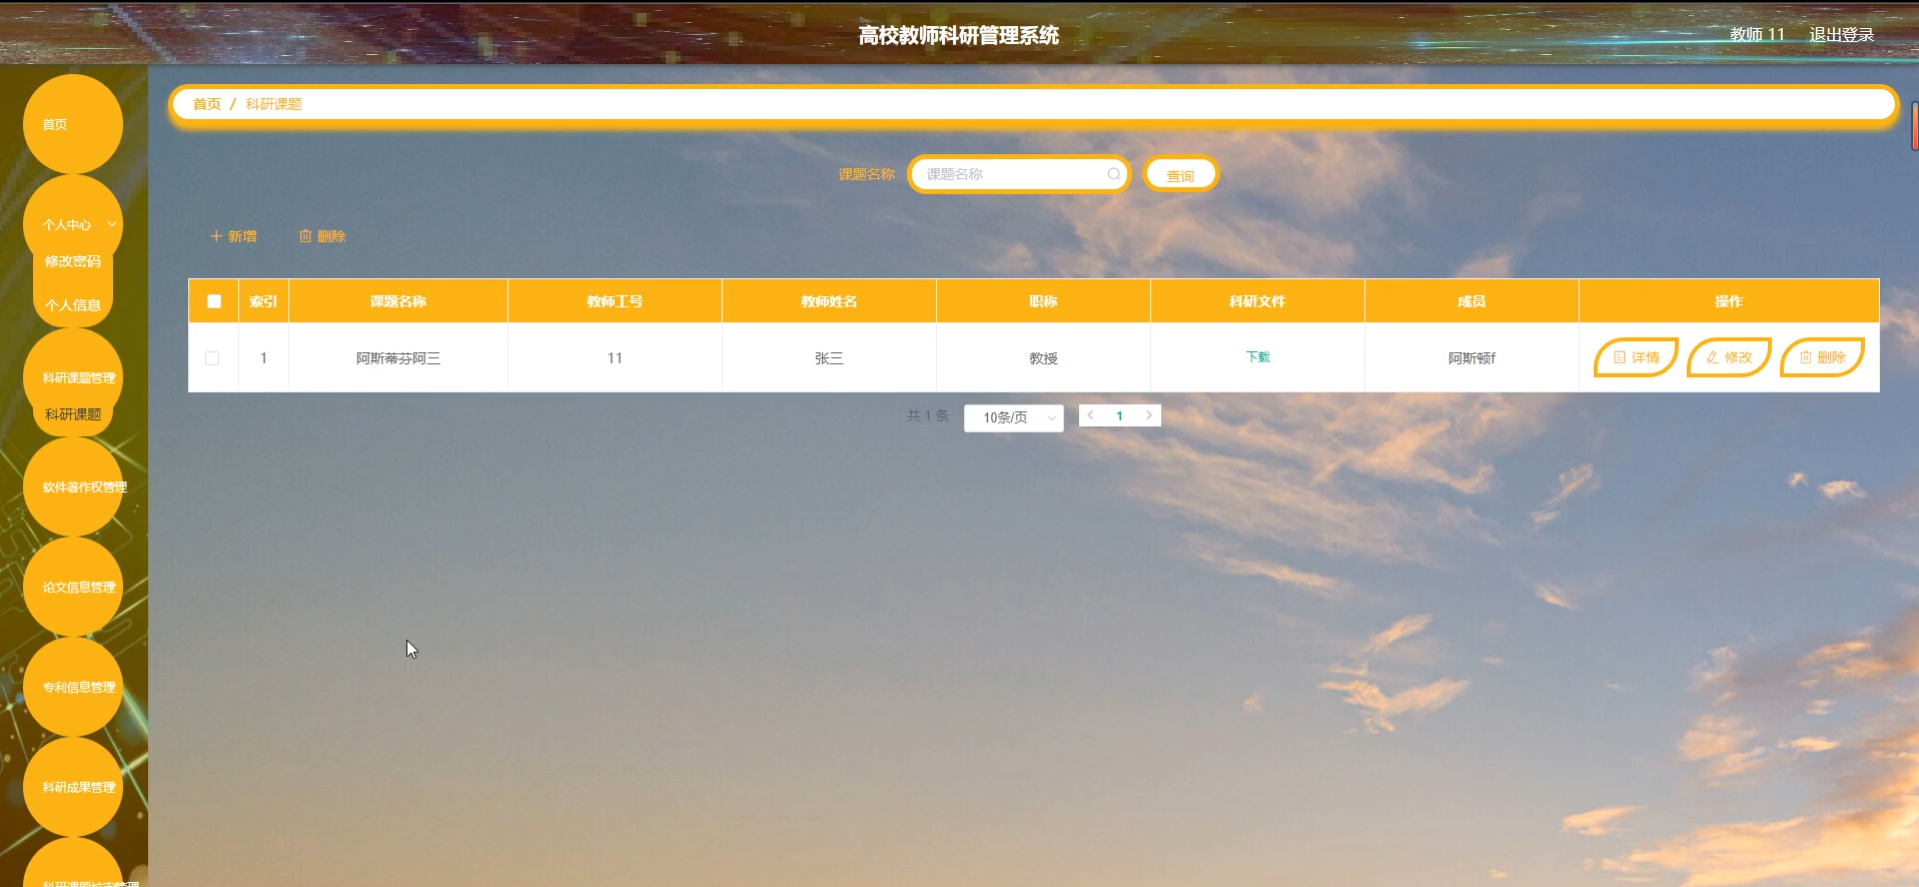 高校教师科研管理系统
教师 11 退出登录
首页
个人中心
修改密码
个人信息
科研课题管理
科研课题
软件著作权管理
论文信息管理
专利信息管理
科研成果管理
首页 / 科研课题
课题名称 课题名称 查询
新增 删除
索引 课题名称 教师工号 教师姓名 职称 科研文件 成员 操作
1 阿斯蒂芬阿三 11 张三 教授 下载 阿斯顿f 详情 修改 删除
共 1 条 10条/页 1